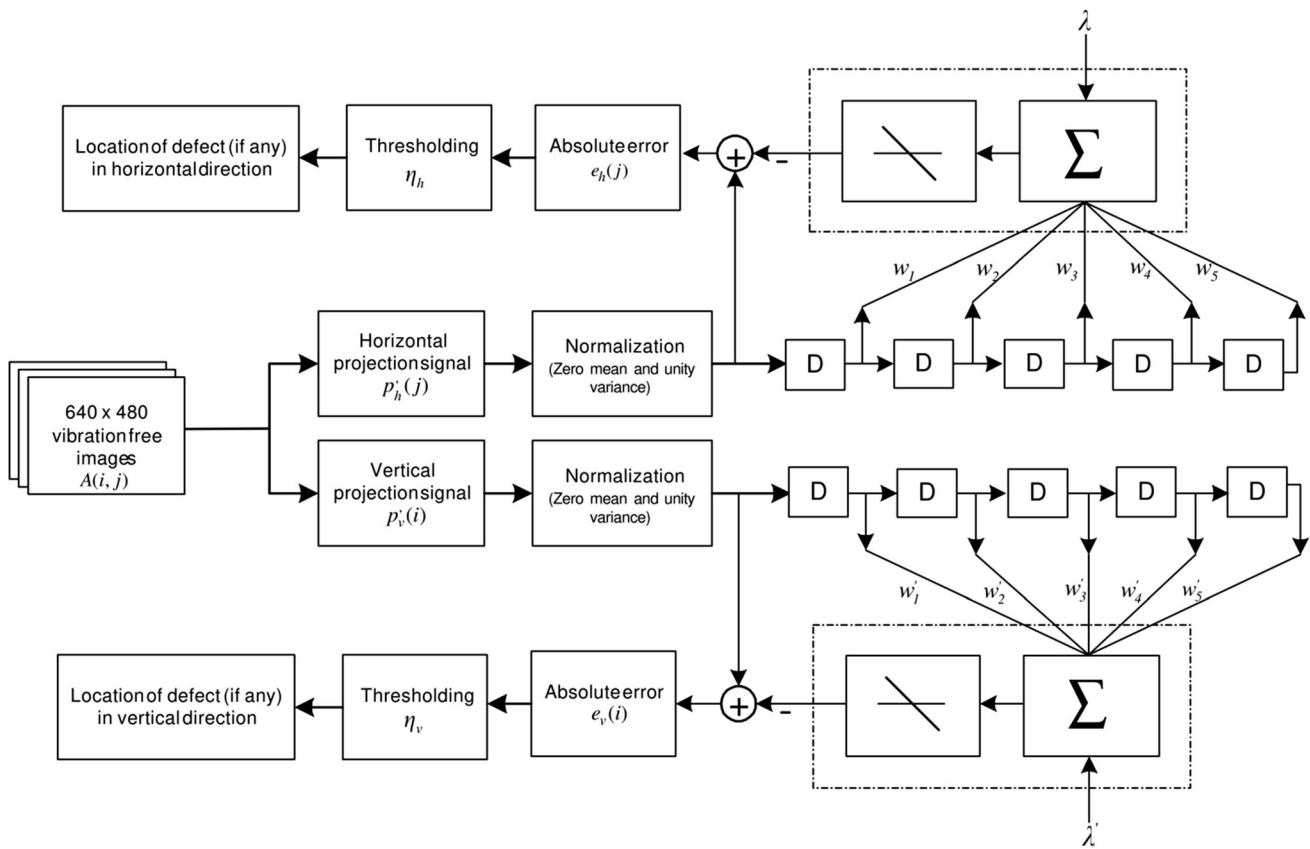 λ
Location of defect (if any)
in horizontal direction
Thresholding
η_h
Absolute error
e_h(j)
+
-
Σ
w_1
w_2
w_3
w_4
w_5
Horizontal
projection signal
p'_h(j)
Normalization
(Zero mean and unity
variance)
D
D
D
D
D
640 x 480
vibration free
images
A(i, j)
Vertical
projection signal
p'_v(i)
Normalization
(Zero mean and unity
variance)
D
D
D
D
D
w'_1
w'_2
w'_3
w'_4
w'_5
Location of defect (if any)
in vertical direction
Thresholding
η_v
Absolute error
e_v(i)
+
-
Σ
λ'